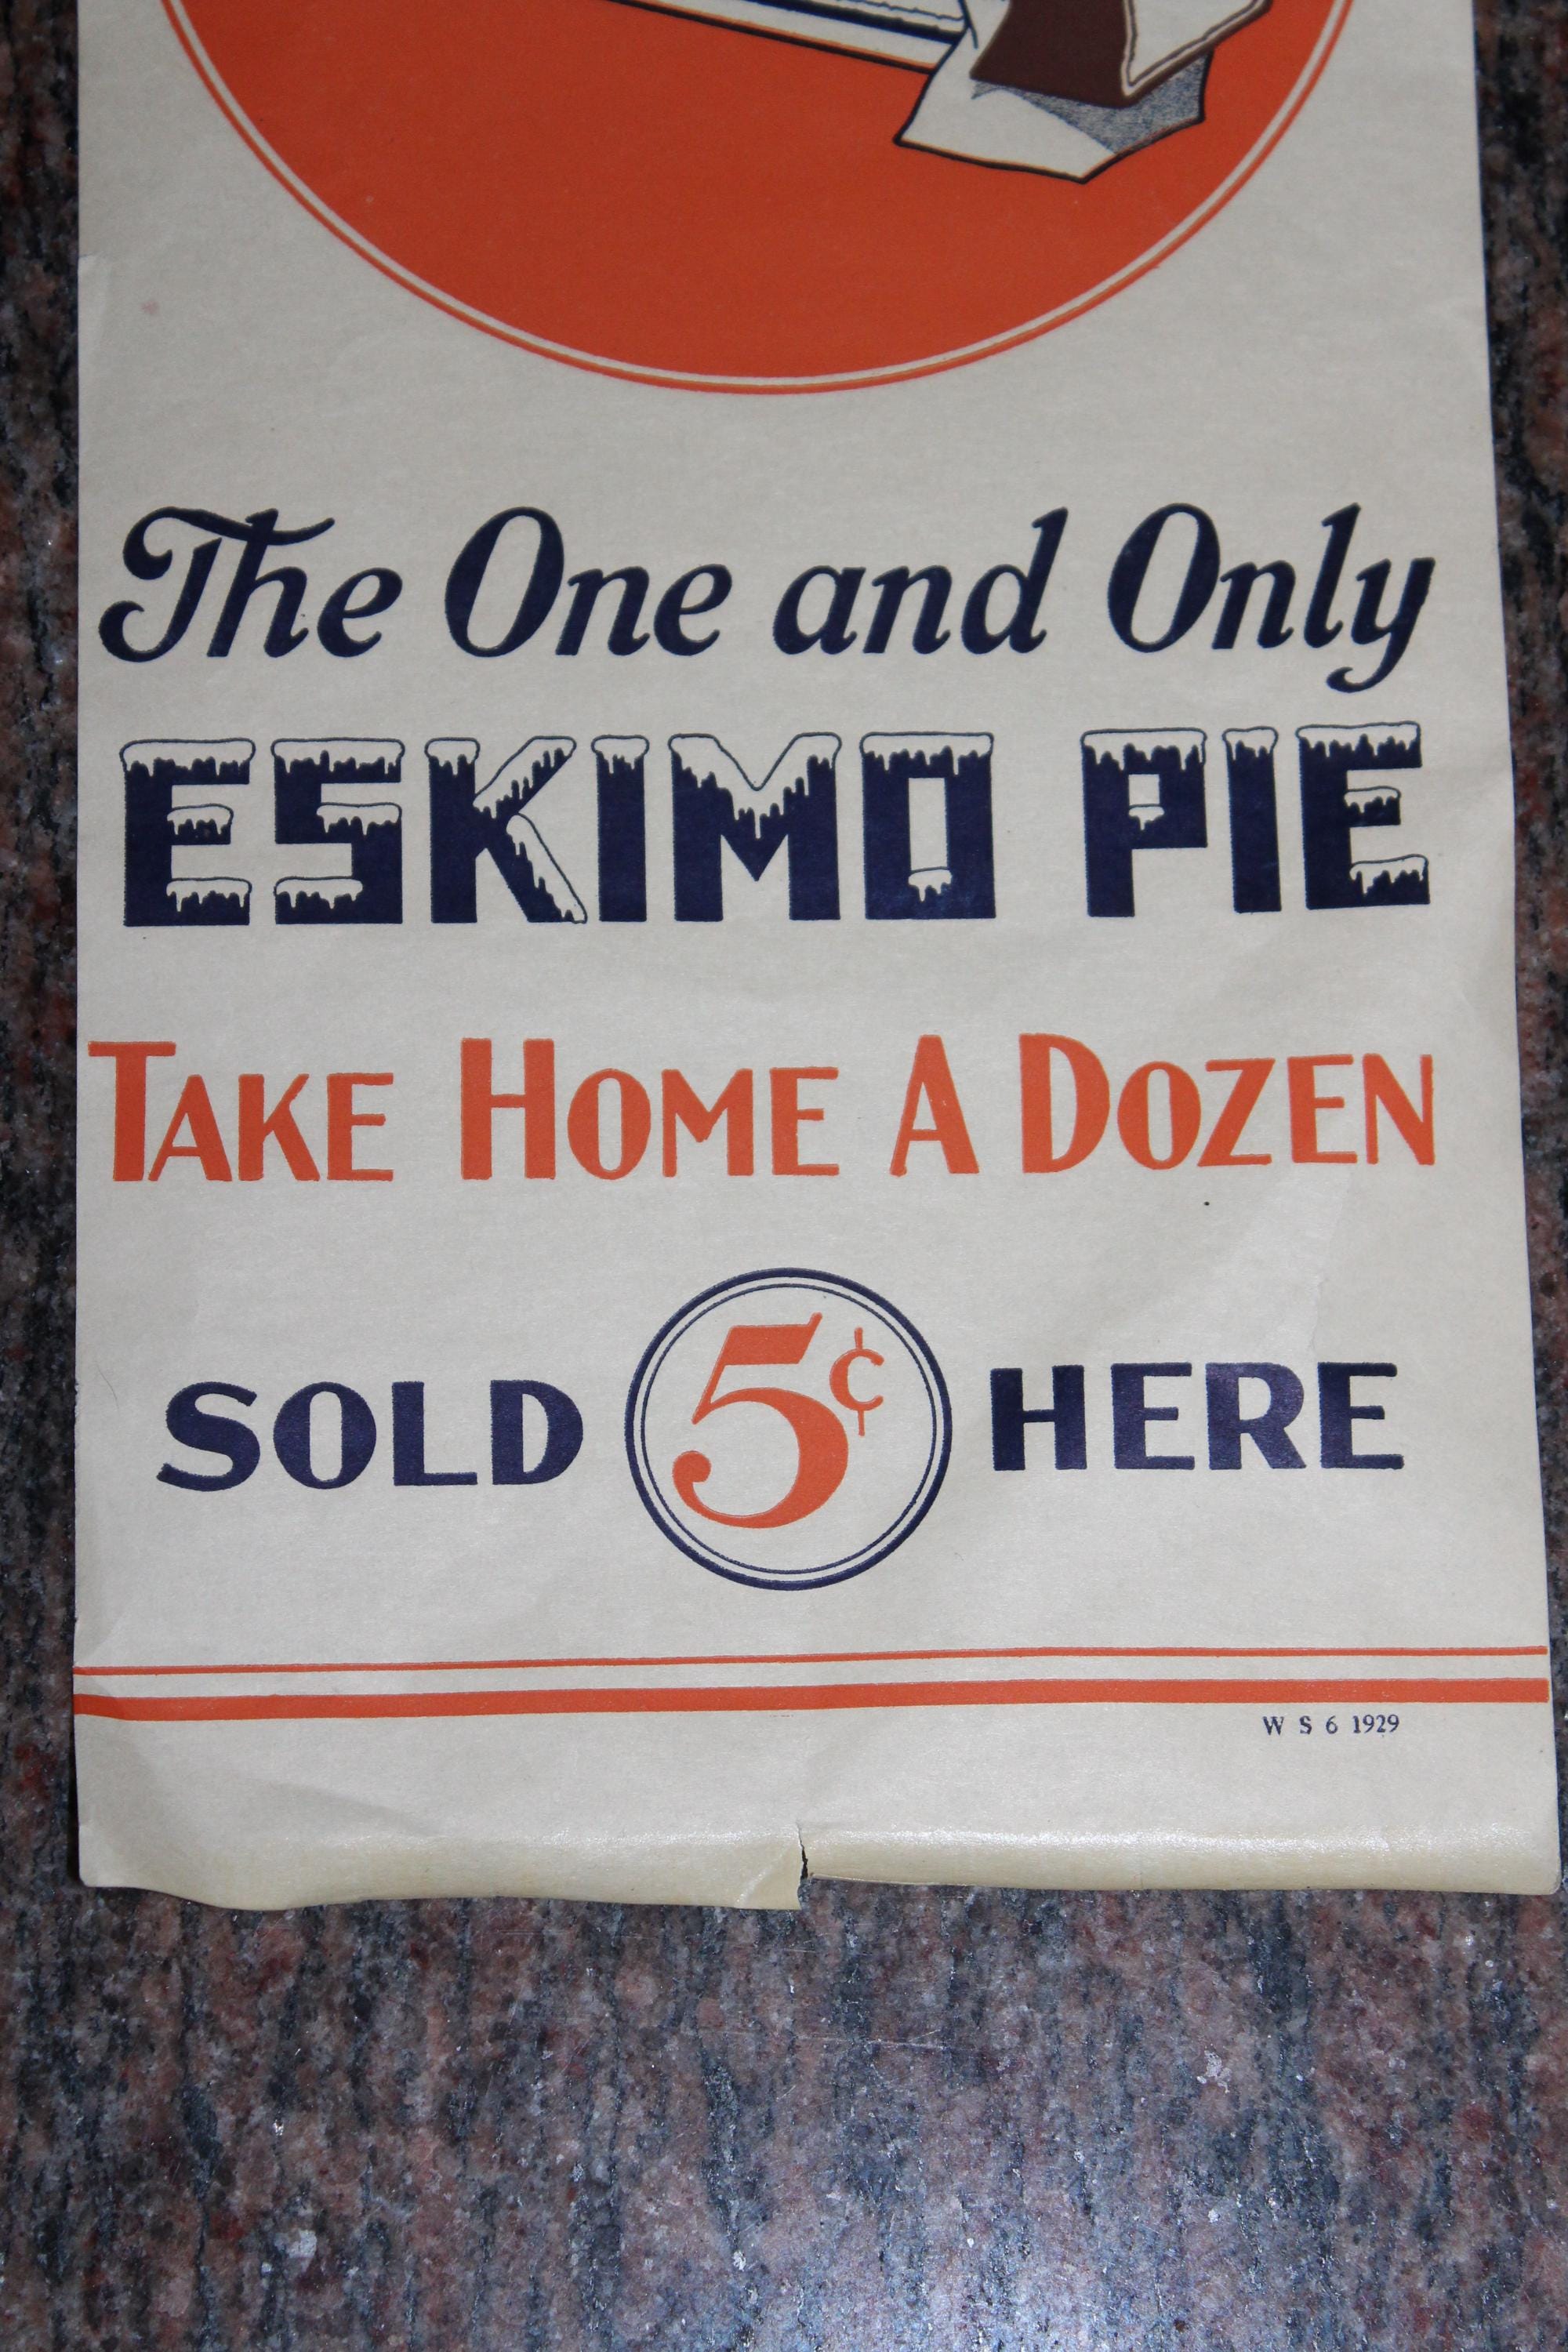 The One and Only
ESKIMO PIE
TAKE HOME A DOZEN
SOLD 5¢ HERE
W S 6 1929